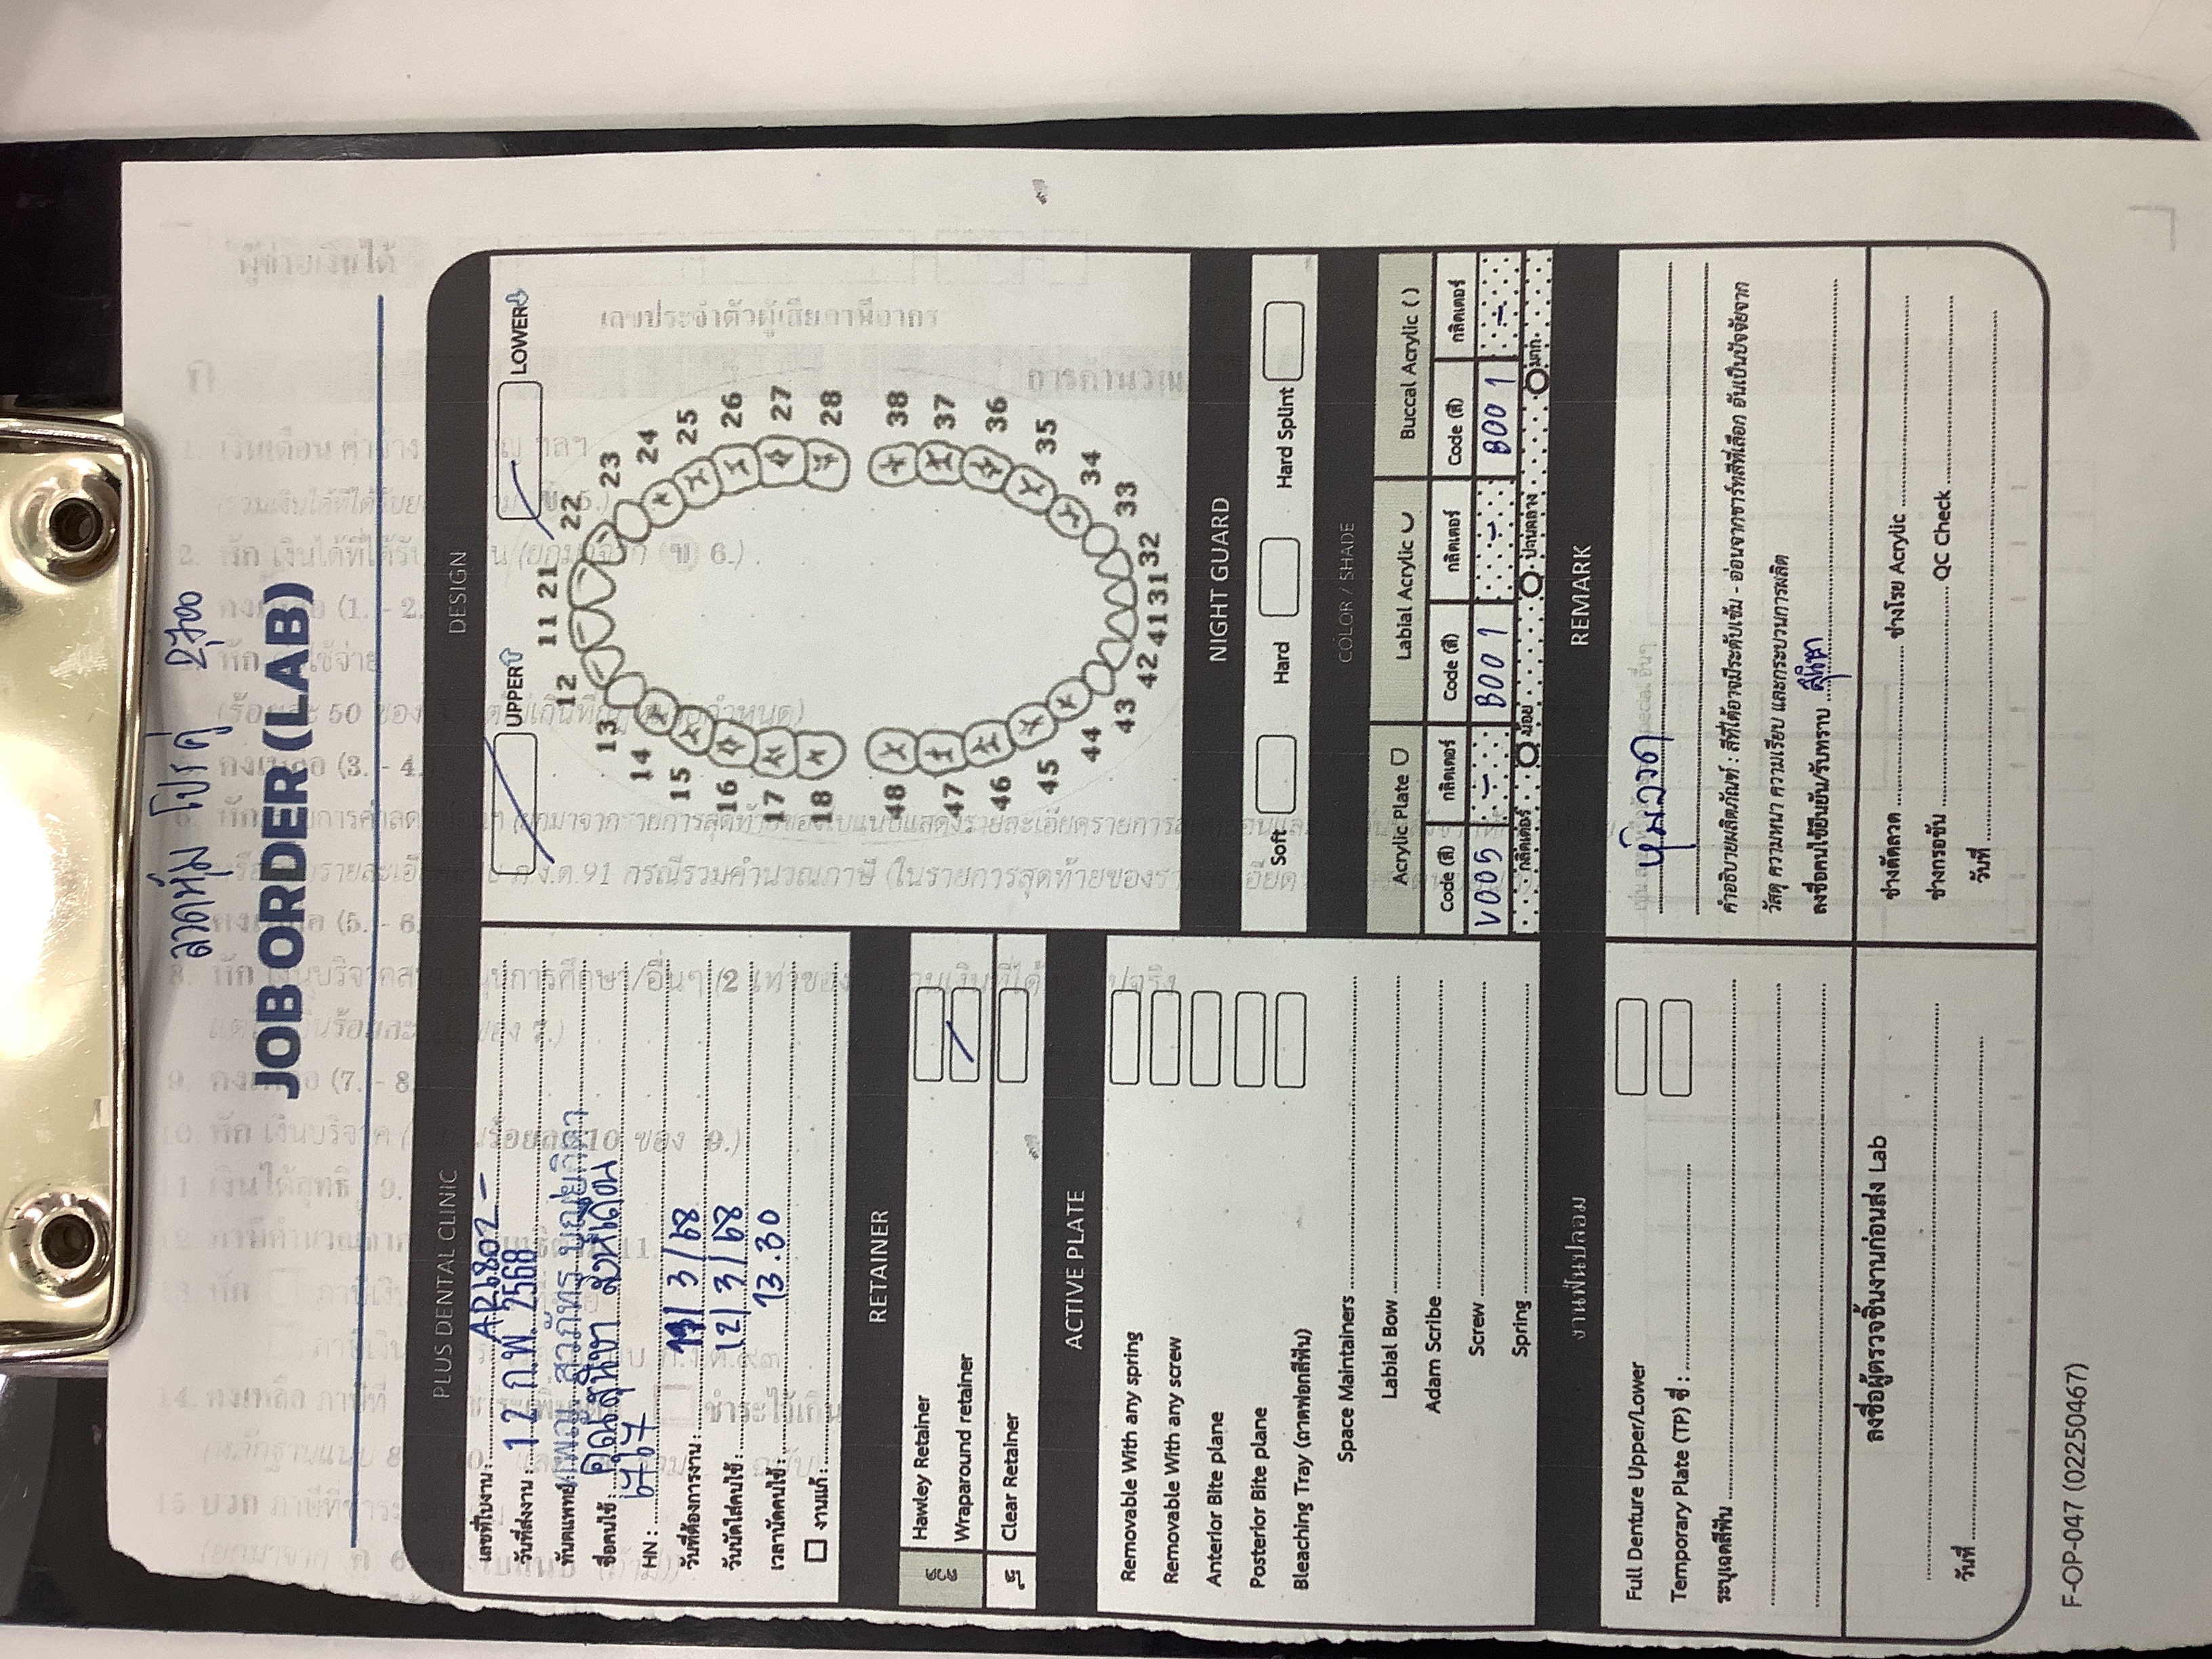 ลวดหุ้ม โปรคู่ 2,700
JOB ORDER (LAB)
PLUS DENTAL CLINIC
เลขที่ใบงาน : AR6802-
วันที่ส่งงาน : 12 ก.พ. 2568
ทันตแพทย์ ทพญ. สุวภัทร บุญยภิดา
ชื่อคนไข้ : คุณสุนิษา สิงห์เถื่อน
HN : 6767
วันที่ต้องการงาน : 11/3/68
วันนัดใส่คนไข้ : 12/3/68
เวลานัดคนไข้ : 13.30
งานแก้ :
DESIGN
UPPER
LOWER
11 21
12 22
13 23
14 24
15 25
16 26
17 27
18 28
48 38
47 37
46 36
45 35
44 34
43 33
42 41 31 32
RETAINER
ลวด
Hawley Retainer
Wraparound retainer
ใส
Clear Retainer
ACTIVE PLATE
Removable With any spring
Removable With any screw
Anterior Bite plane
Posterior Bite plane
Bleaching Tray (ถาดฟอกสีฟัน)
Space Maintainers
Labial Bow
Adam Scribe
Screw
Spring
NIGHT GUARD
Soft Hard Hard Splint
COLOR / SHADE
Acrylic Plate Labial Acrylic Buccal Acrylic ( )
Code (สี) กลิตเตอร์ Code (สี) กลิตเตอร์ Code (สี) กลิตเตอร์
V005 - B001 - B001 -
กลิตเตอร์ น้อย ปานกลาง มาก
งานฟันปลอม
Full Denture Upper/Lower
Temporary Plate (TP) ซี่ :
ระบุเฉดสีฟัน
REMARK
หุ้มลวด
คำอธิบายผลิตภัณฑ์ : สีที่ได้อาจมีระดับเข้ม - อ่อนจากชาร์ทสีที่เลือก อันเป็นปัจจัยจาก
วัสดุ ความหนา ความเรียบ และกระบวนการผลิต
ลงชื่อคนไข้ยืนยัน/รับทราบ สุนิษา
ลงชื่อผู้ตรวจชิ้นงานก่อนส่ง Lab
วันที่
ช่างดัดลวด ช่างโรย Acrylic
ช่างกรอขัน QC Check
วันที่
F-OP-047 (02250467)